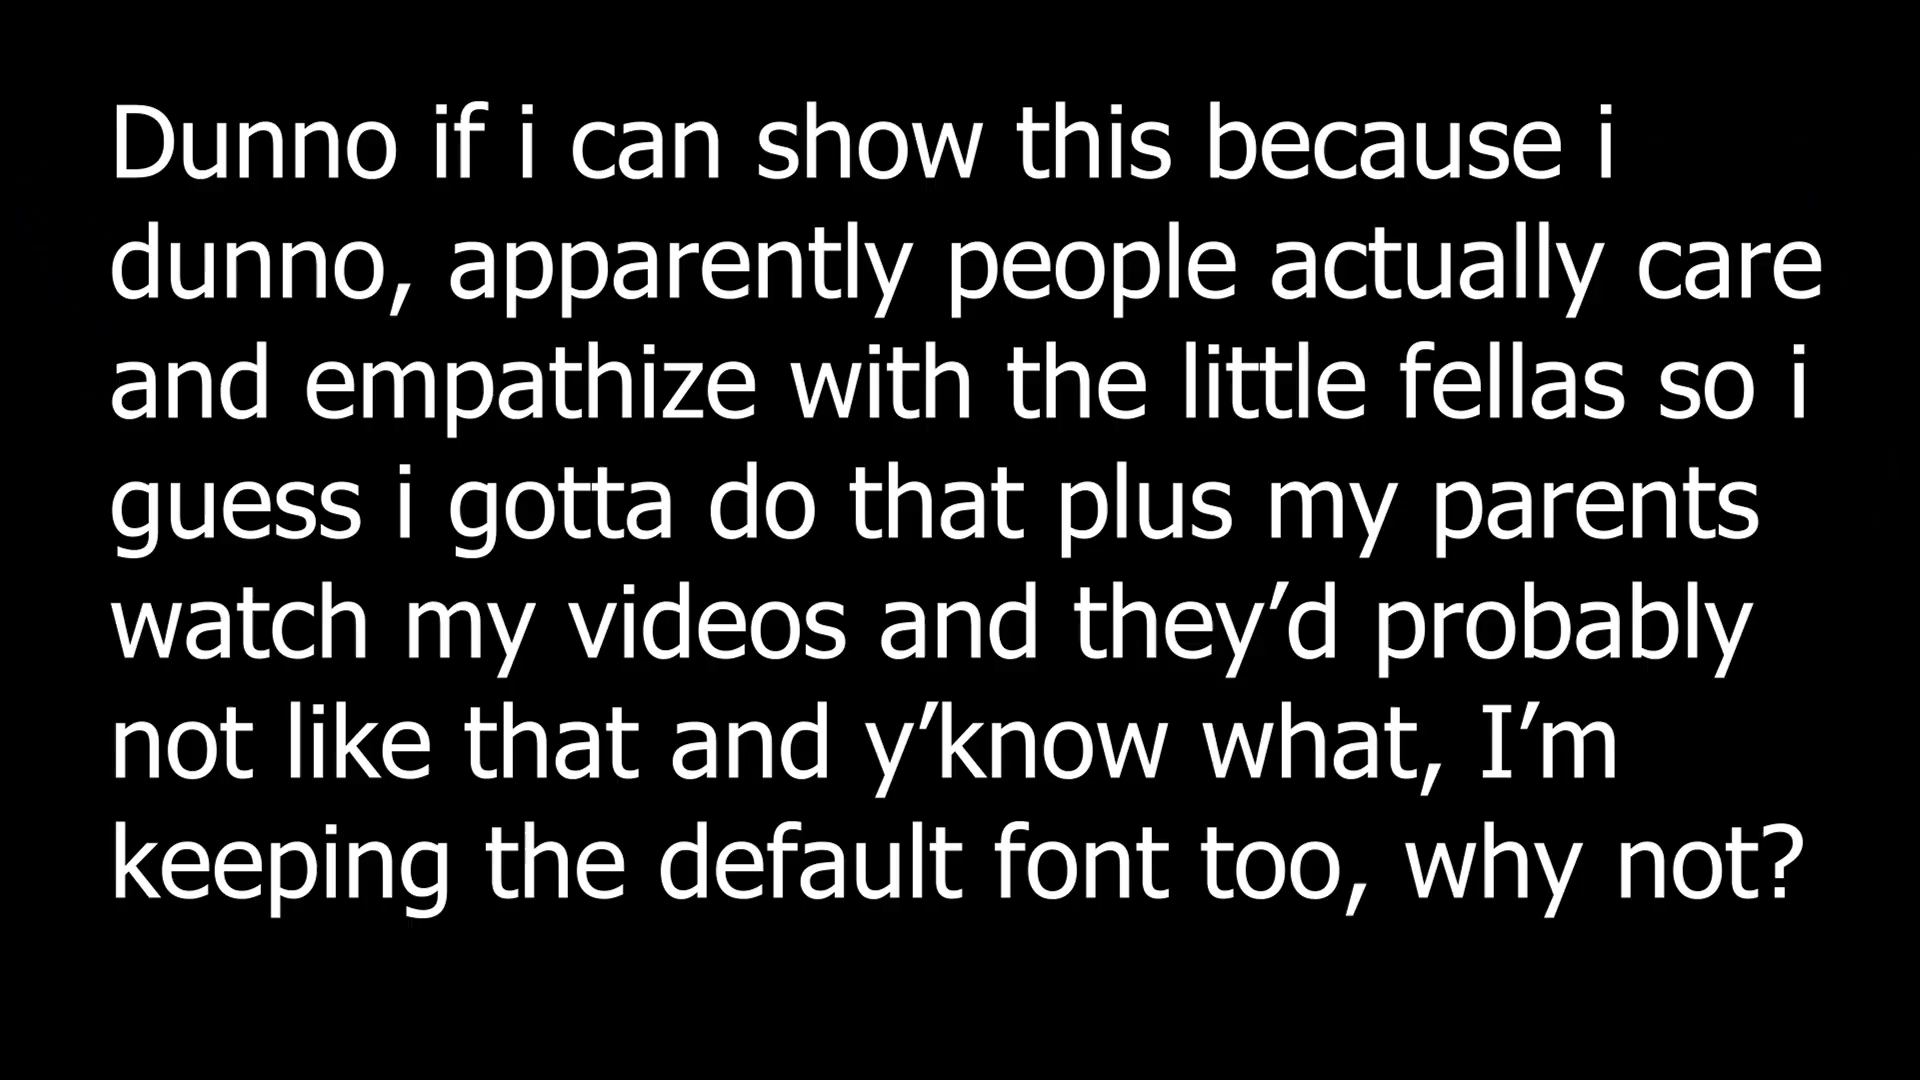 Dunno if i can show this because i
dunno, apparently people actually care
and empathize with the little fellas so i
guess i gotta do that plus my parents
watch my videos and they’d probably
not like that and y’know what, I’m
keeping the default font too, why not?